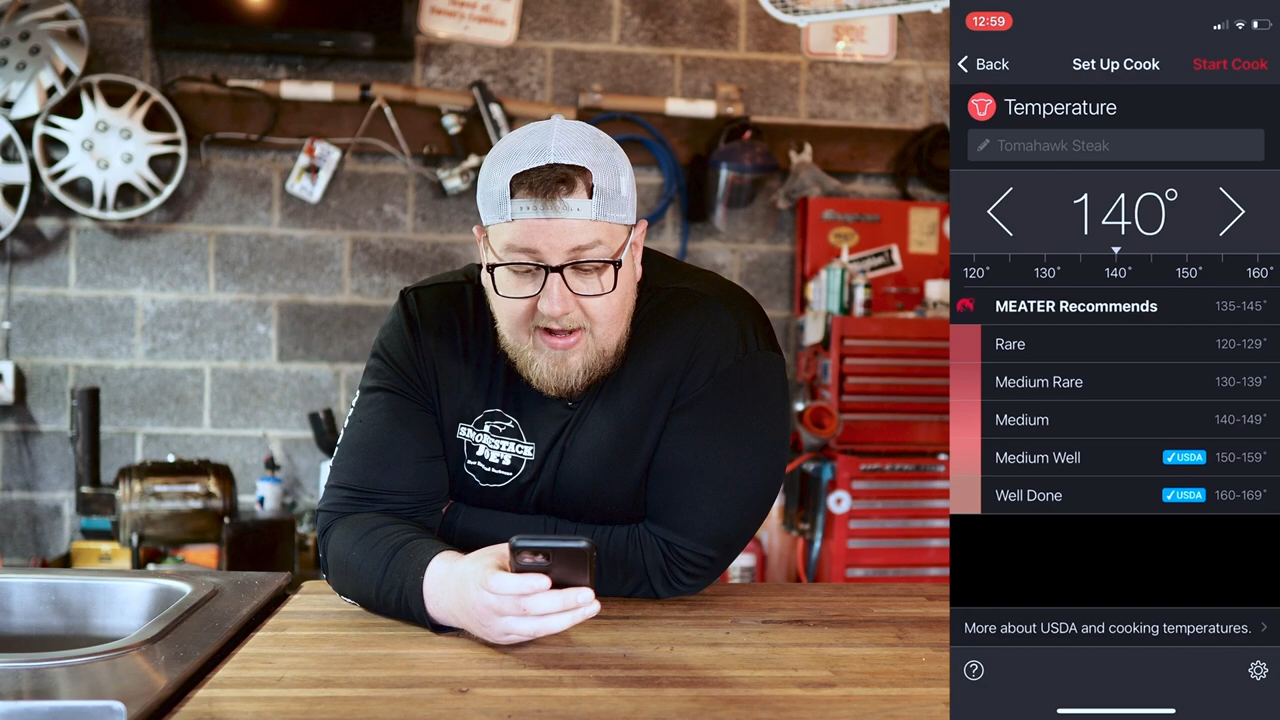 12:59
Back
Set Up Cook
Start Cook
Temperature
Tomahawk Steak
140°
120°
130°
140°
150°
160°
MEATER Recommends
135-145°
Rare
120-129°
Medium Rare
130-139°
Medium
140-149°
Medium Well
✓USDA
150-159°
Well Done
✓USDA
160-169°
More about USDA and cooking temperatures.
SMOKESTACK
JOE'S